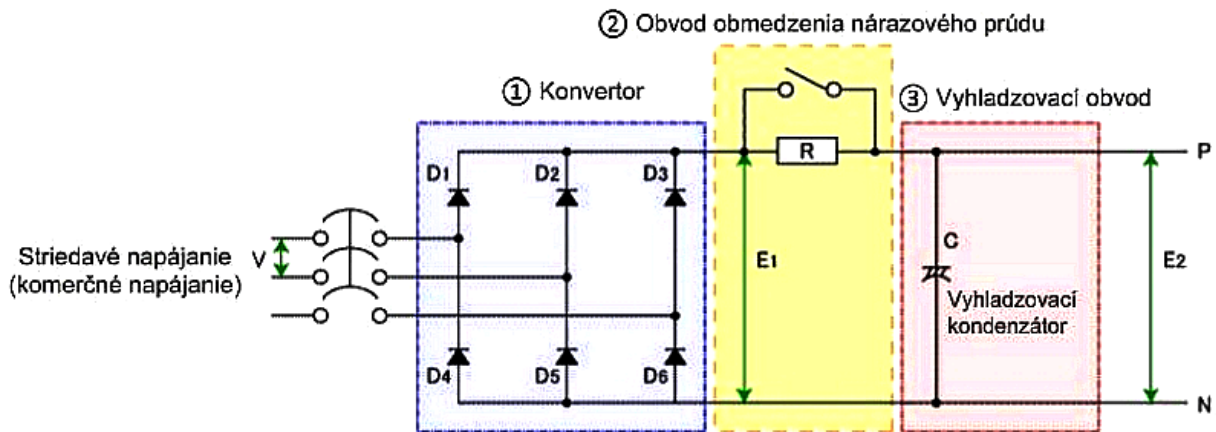 ② Obvod obmedzenia nárazového prúdu
① Konvertor
③ Vyhladzovací obvod
R
P
D1
D2
D3
Striedavé napájanie
(komerčné napájanie)
V
E1
C
E2
Vyhladzovací
kondenzátor
D4
D5
D6
N